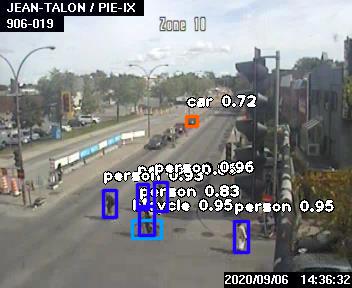 JEAN-TALON / PIE-IX
906-019
Zone 10
car 0.72
person 0.96
person 0.93
person 0.83
bicycle 0.95
person 0.95
2020/09/06 14:36:32